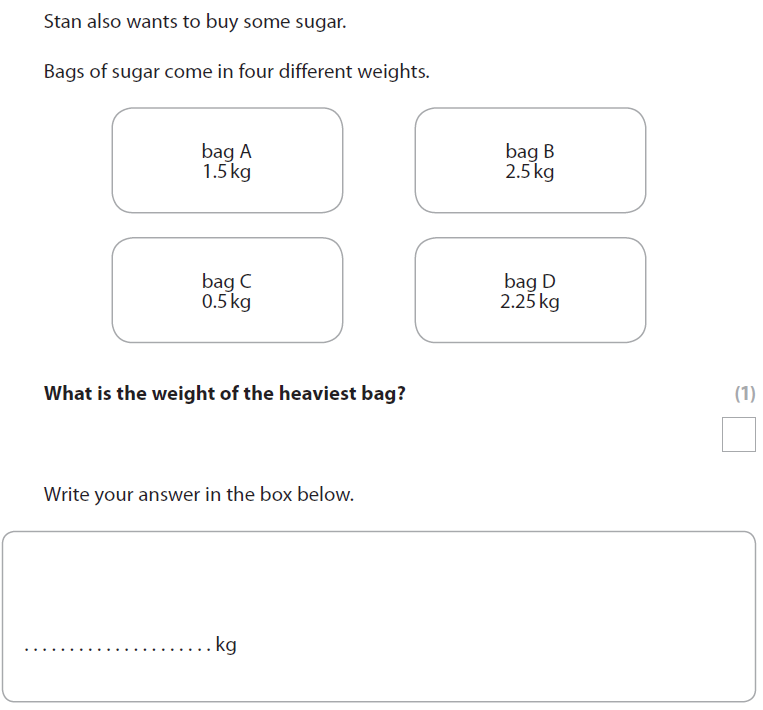 Stan also wants to buy some sugar.
Bags of sugar come in four different weights.
bag A
1.5 kg
bag B
2.5 kg
bag C
0.5 kg
bag D
2.25 kg
What is the weight of the heaviest bag?
(1)
Write your answer in the box below.
..................... kg